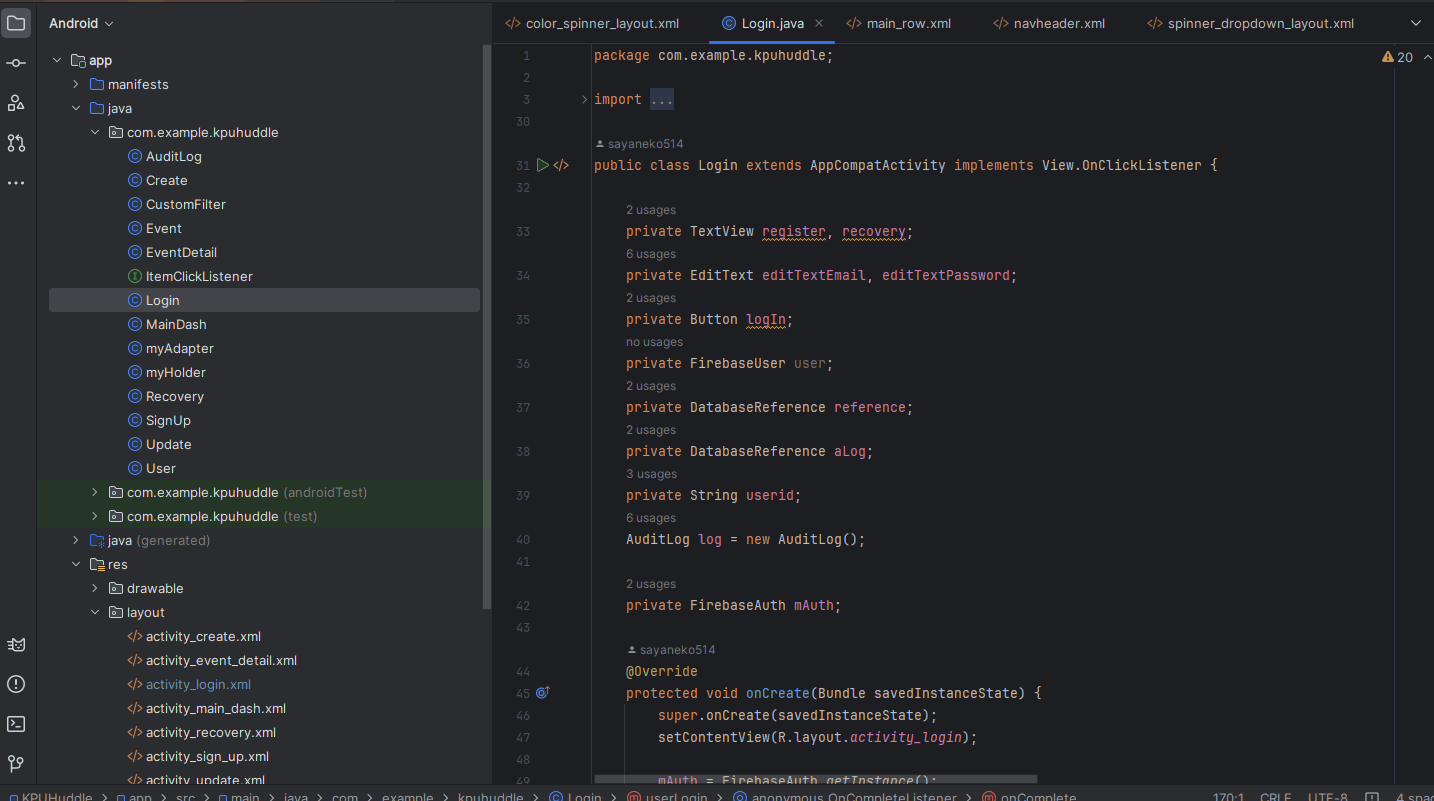 Android
color_spinner_layout.xml
Login.java
main_row.xml
navheader.xml
spinner_dropdown_layout.xml
app
manifests
java
com.example.kpuhuddle
AuditLog
Create
CustomFilter
Event
EventDetail
ItemClickListener
Login
MainDash
myAdapter
myHolder
Recovery
SignUp
Update
User
com.example.kpuhuddle (androidTest)
com.example.kpuhuddle (test)
java (generated)
res
drawable
layout
activity_create.xml
activity_event_detail.xml
activity_login.xml
activity_main_dash.xml
activity_recovery.xml
activity_sign_up.xml
activity_update.xml
20
1 package com.example.kpuhuddle;
2
3 import ...
30
sayaneko514
31 public class Login extends AppCompatActivity implements View.OnClickListener {
32
2 usages
33 private TextView register, recovery;
6 usages
34 private EditText editTextEmail, editTextPassword;
2 usages
35 private Button logIn;
no usages
36 private FirebaseUser user;
2 usages
37 private DatabaseReference reference;
2 usages
38 private DatabaseReference aLog;
3 usages
39 private String userid;
6 usages
40 AuditLog log = new AuditLog();
41
2 usages
42 private FirebaseAuth mAuth;
43
sayaneko514
44 @Override
45 protected void onCreate(Bundle savedInstanceState) {
46 super.onCreate(savedInstanceState);
47 setContentView(R.layout.activity_login);
48
49 mAuth = FirebaseAuth.getInstance();
KPUHuddle > app > src > main > java > com > example > kpuhuddle > Login > userLogin > anonymous OnCompleteListener > onComplete
170:1 CRLF UTF-8 4 spac